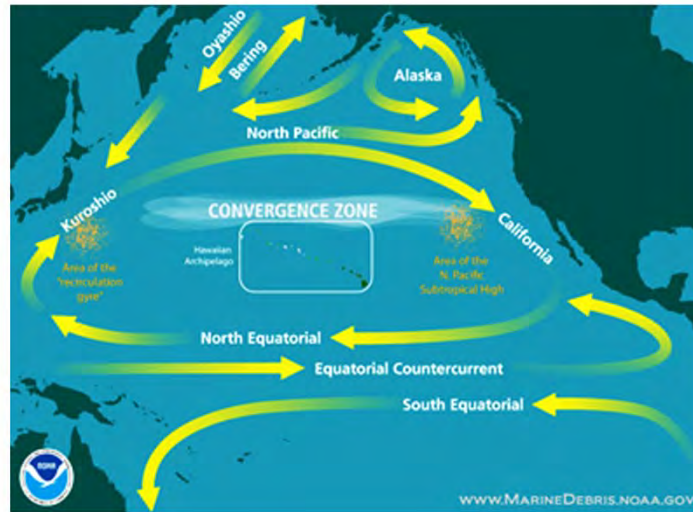 Oyashio
Bering
Alaska
North Pacific
Kuroshio
CONVERGENCE ZONE
California
Hawaiian
Archipelago
Area of the
"recirculation
gyre"
Area of the
N. Pacific
Subtropical High
North Equatorial
Equatorial Countercurrent
South Equatorial
NOAA
WWW.MARINEDEBRIS.NOAA.GOV